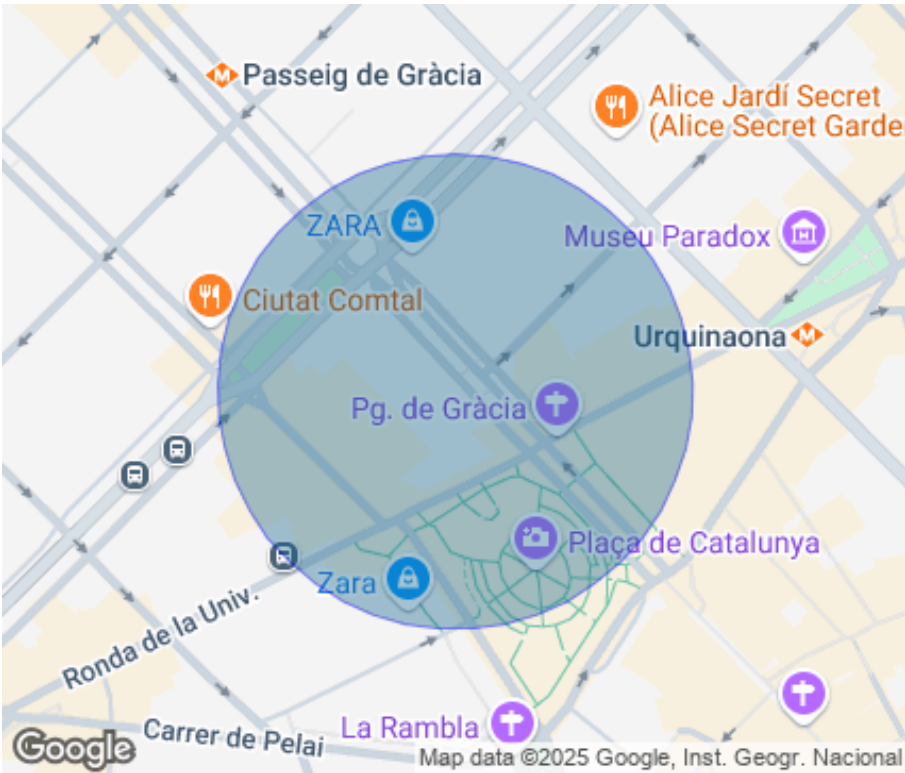 Passeig de Gràcia
Alice Jardí Secret
(Alice Secret Garde
ZARA
Museu Paradox
Ciutat Comtal
Urquinaona
Pg. de Gràcia
Plaça de Catalunya
Zara
Ronda de la Univ.
La Rambla
Carrer de Pelai
Google
Map data ©2025 Google, Inst. Geogr. Nacional